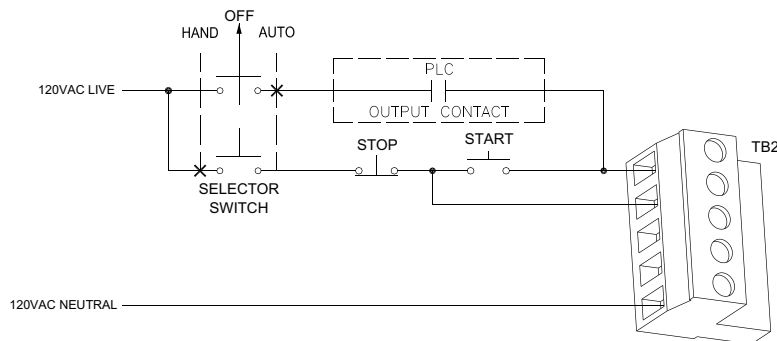 OFF
HAND
AUTO
PLC
120VAC LIVE
OUTPUT CONTACT
STOP
START
TB2
SELECTOR
SWITCH
120VAC NEUTRAL